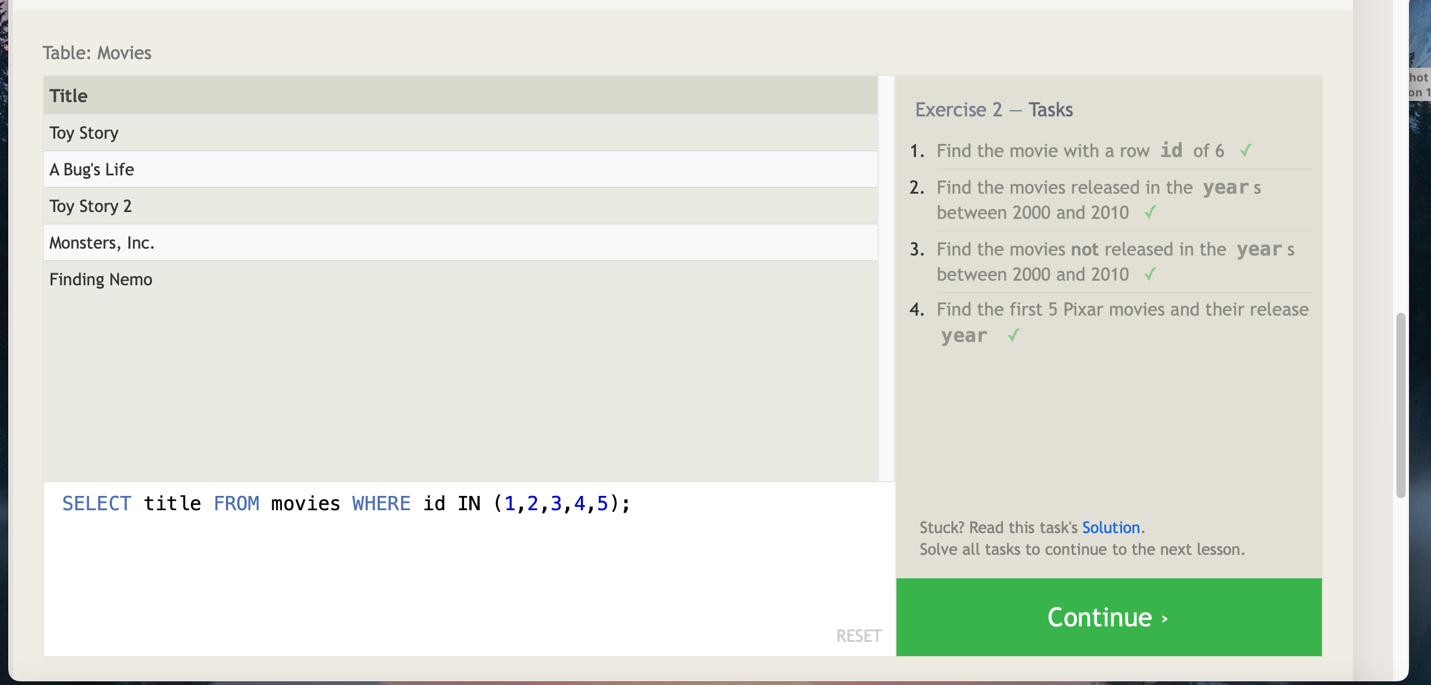 Table: Movies
Title
Toy Story
A Bug's Life
Toy Story 2
Monsters, Inc.
Finding Nemo
SELECT title FROM movies WHERE id IN (1,2,3,4,5);
RESET
Exercise 2 — Tasks
1. Find the movie with a row id of 6 ✓
2. Find the movies released in the years
between 2000 and 2010 ✓
3. Find the movies not released in the years
between 2000 and 2010 ✓
4. Find the first 5 Pixar movies and their release
year ✓
Stuck? Read this task's Solution.
Solve all tasks to continue to the next lesson.
Continue ›
hot
on 1